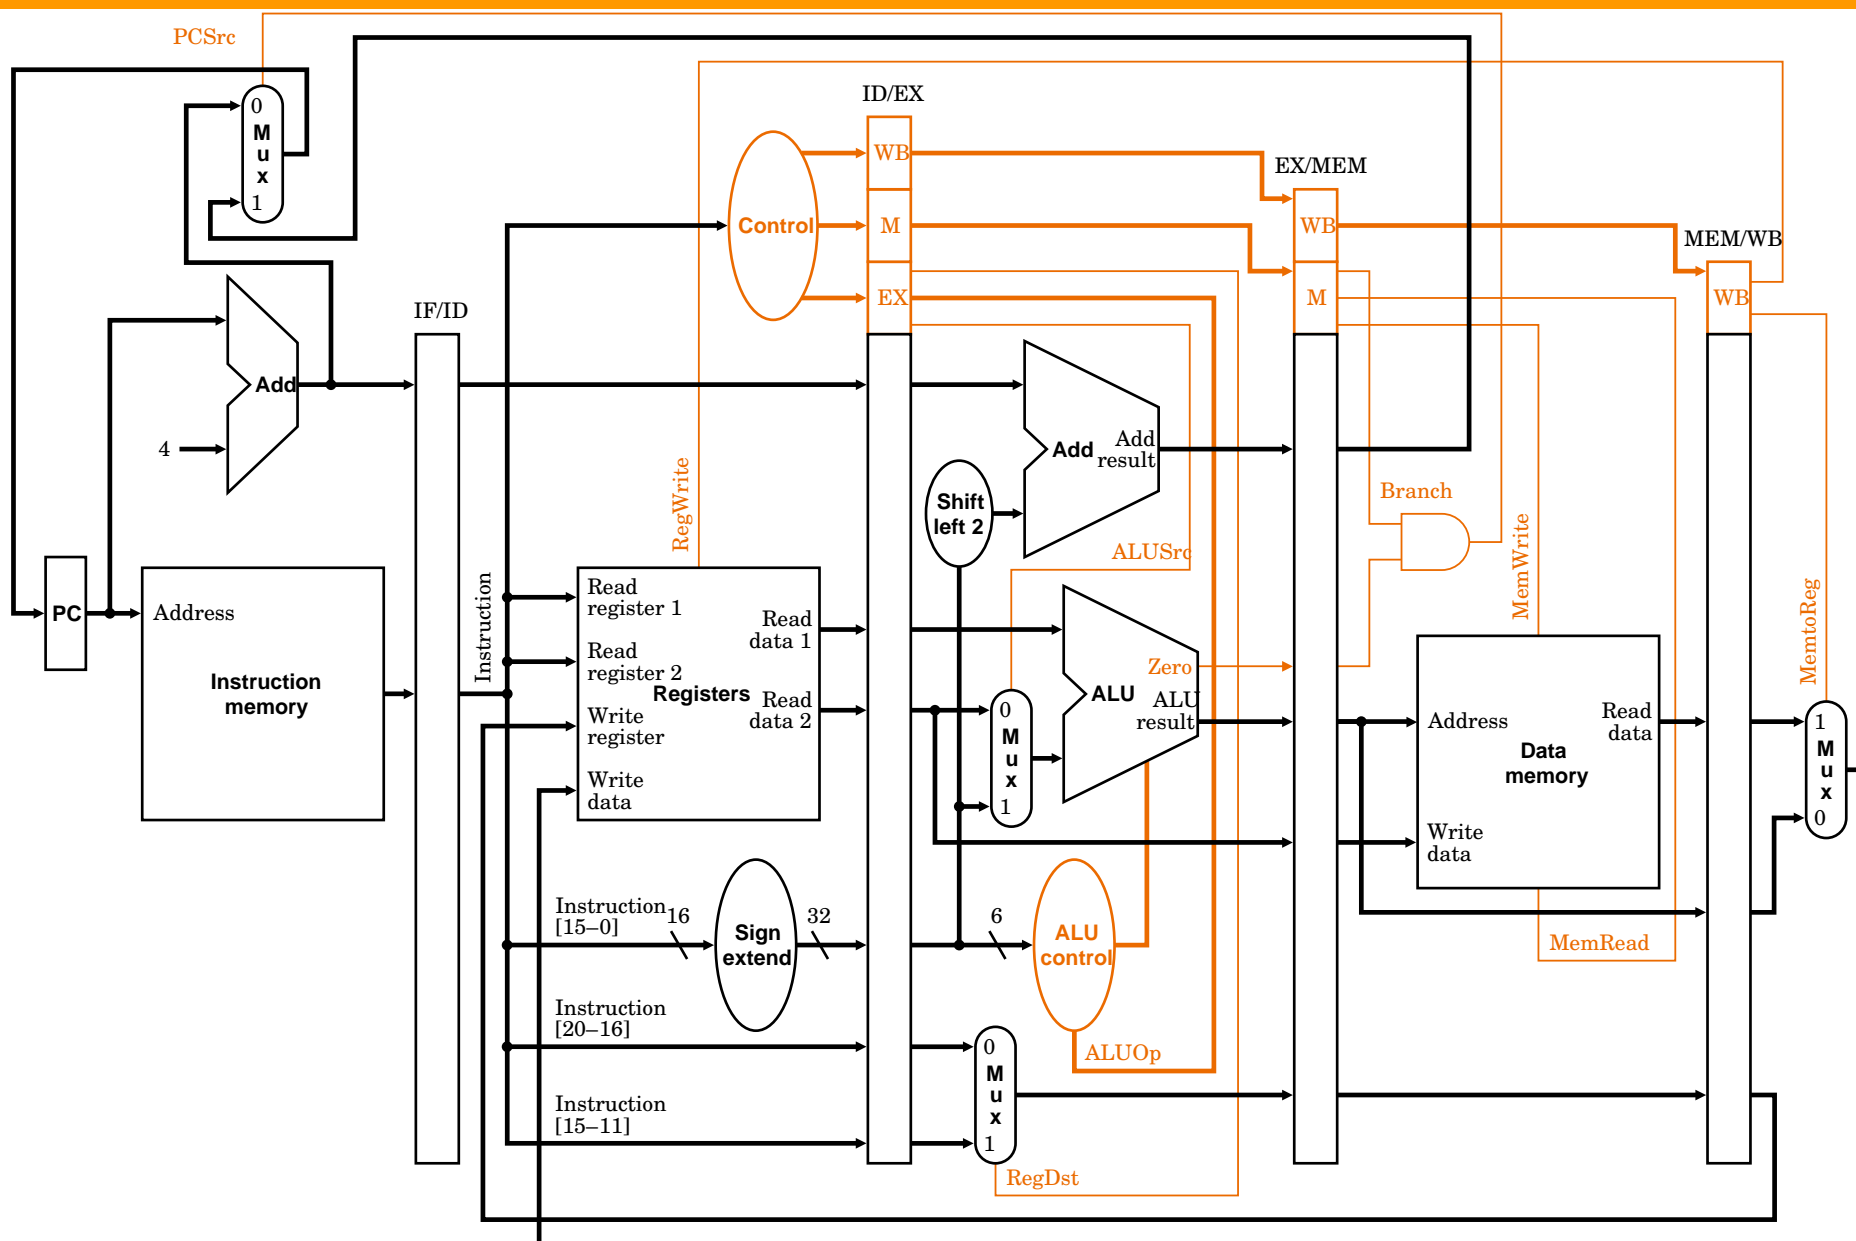 PCSrc
0
M
u
x
1
ID/EX
WB
EX/MEM
Control
M
WB
MEM/WB
EX
M
WB
IF/ID
Add
4
Add
Add
result
RegWrite
Shift
left 2
Branch
ALUSrc
MemWrite
MemtoReg
PC
Address
Instruction
memory
Instruction
Read
register 1
Read
data 1
Read
register 2
Registers
Read
data 2
Write
register
Write
data
0
M
u
x
1
Zero
ALU
ALU
result
Address
Read
data
Data
memory
Write
data
1
M
u
x
0
Instruction
[15–0]
16
Sign
extend
32
6
ALU
control
MemRead
Instruction
[20–16]
0
M
u
x
1
ALUOp
Instruction
[15–11]
RegDst